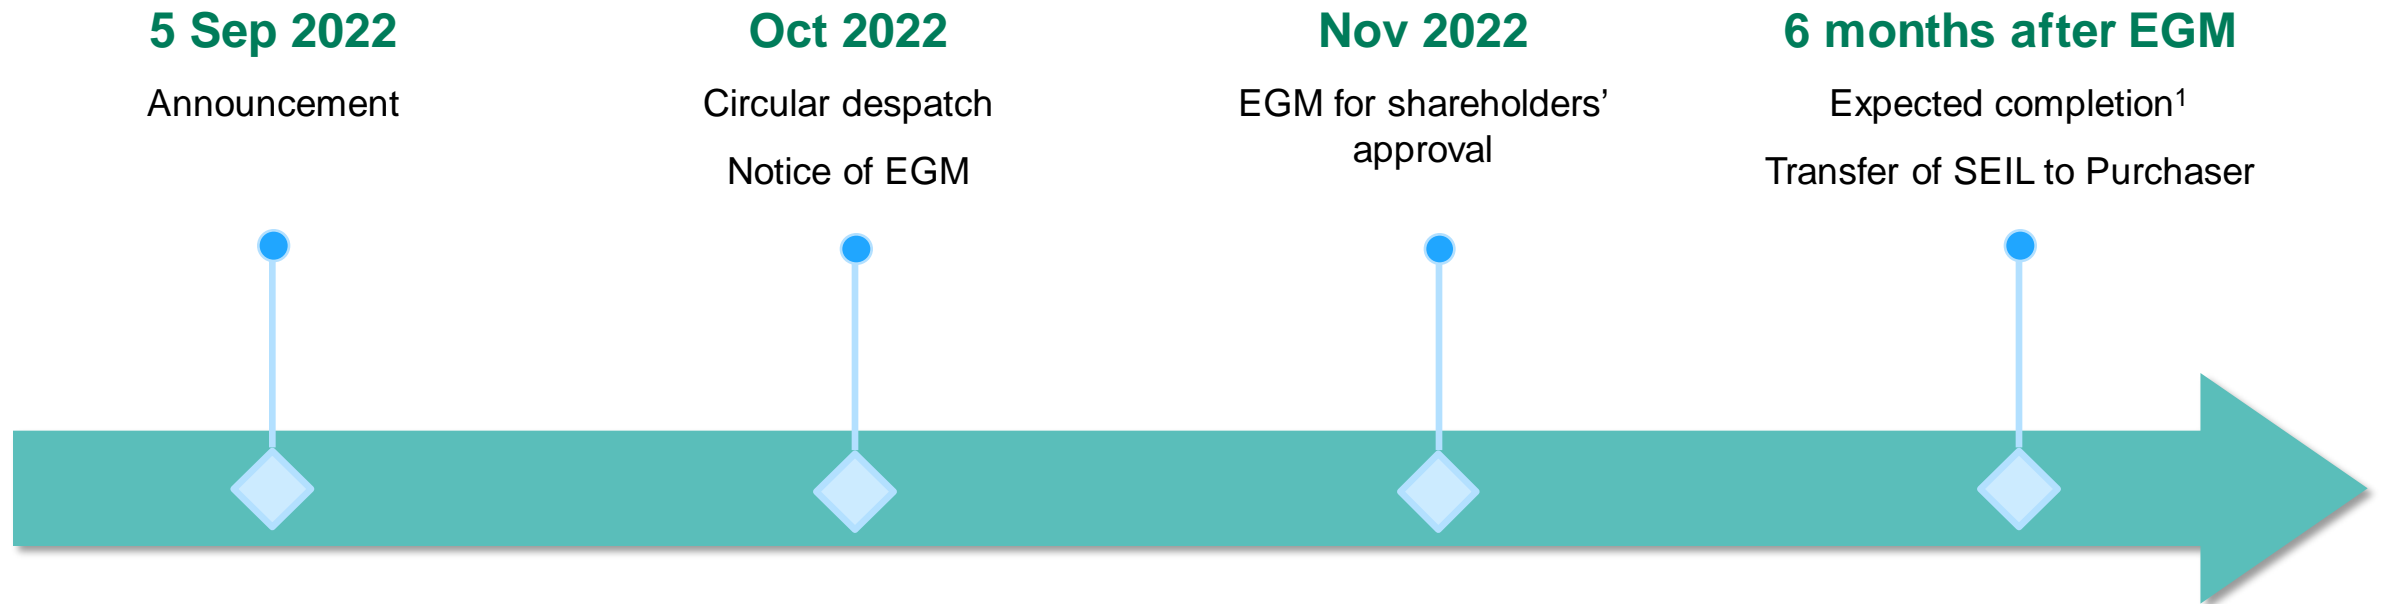 5 Sep 2022
Announcement
Oct 2022
Circular despatch
Notice of EGM
Nov 2022
EGM for shareholders’
approval
6 months after EGM
Expected completion¹
Transfer of SEIL to Purchaser